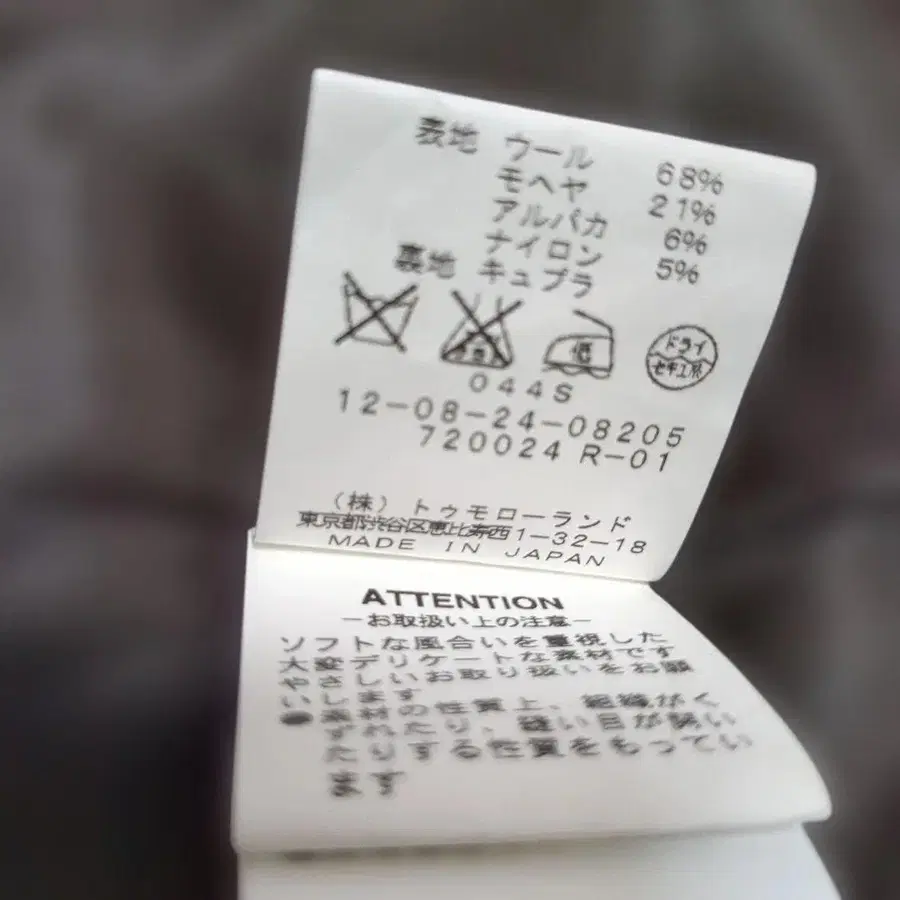 表地 ウール 68%
モヘヤ 21%
アルパカ 6%
ナイロン 5%
裏地 キュプラ
低
ドライ
セキユ系
044S
12-08-24-08205
720024 R-01
(株) トゥモローランド
東京都渋谷区恵比寿西1-32-18
MADE IN JAPAN
ATTENTION
―お取扱い上の注意―
ソフトな風合いを重視した
大変デリケートな素材です
やさしいお取り扱いをお願
いします
●素材の性質上、組織がく
ずれたり、縫い目が開い
たりする性質をもってい
ます